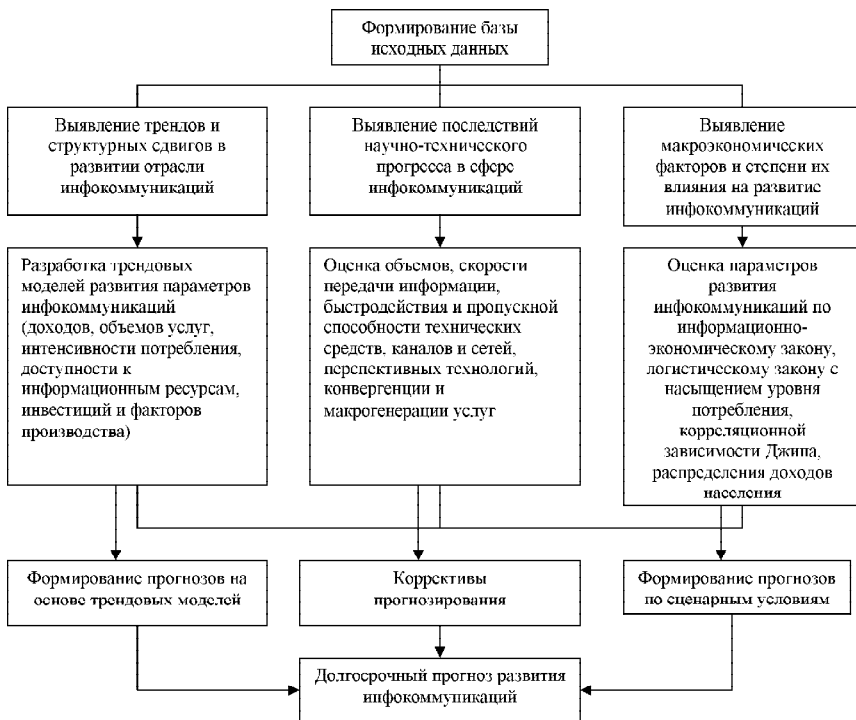 Формирование базы
исходных данных
Выявление трендов и
структурных сдвигов в
развитии отрасли
инфокоммуникаций
Выявление последствий
научно-технического
прогресса в сфере
инфокоммуникаций
Выявление
макроэкономических
факторов и степени их
влияния на развитие
инфокоммуникаций
Разработка трендовых
моделей развития параметров
инфокоммуникаций
(доходов, объемов услуг,
интенсивности потребления,
доступности к
информационным ресурсам,
инвестиций и факторов
производства)
Оценка объемов, скорости
передачи информации,
быстродействия и пропускной
способности технических
средств, каналов и сетей,
перспективных технологий,
конвергенции и
макрогенерации услуг
Оценка параметров
развития
инфокоммуникаций по
информационно-
экономическому закону,
логистическому закону с
насыщением уровня
потребления,
корреляционной
зависимости Джипа,
распределения доходов
населения
Формирование прогнозов на
основе трендовых моделей
Коррективы
прогнозирования
Формирование прогнозов
по сценарным условиям
Долгосрочный прогноз развития
инфокоммуникаций